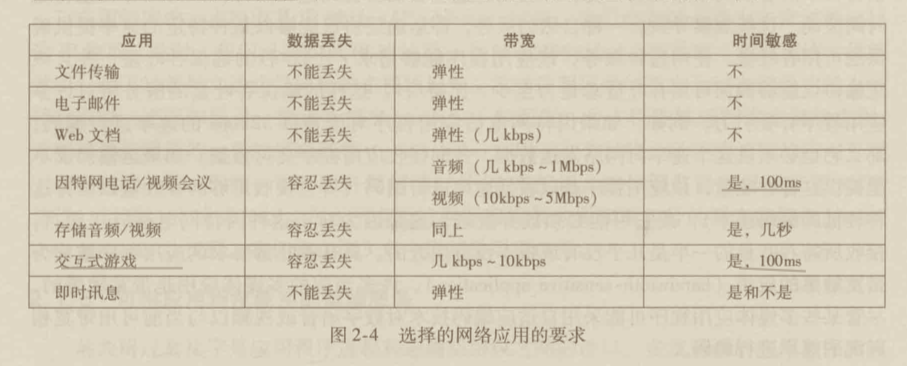 应用 数据丢失 带宽 时间敏感
文件传输 不能丢失 弹性 不
电子邮件 不能丢失 弹性 不
Web 文档 不能丢失 弹性（几 kbps） 不
因特网电话/视频会议 容忍丢失 音频（几 kbps ~ 1Mbps） 是，100ms
视频（10kbps ~ 5Mbps）
存储音频/视频 容忍丢失 同上 是，几秒
交互式游戏 容忍丢失 几 kbps ~ 10kbps 是，100ms
即时讯息 不能丢失 弹性 是和不是
图 2-4 选择的网络应用的要求